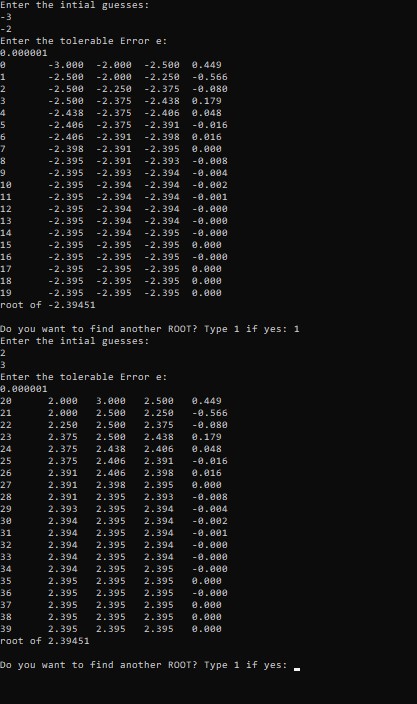 Enter the intial guesses:
-3
-2
Enter the tolerable Error e:
0.000001
0 -3.000 -2.000 -2.500 0.449
1 -2.500 -2.000 -2.250 -0.566
2 -2.500 -2.250 -2.375 -0.080
3 -2.500 -2.375 -2.438 0.179
4 -2.438 -2.375 -2.406 0.048
5 -2.406 -2.375 -2.391 -0.016
6 -2.406 -2.391 -2.398 0.016
7 -2.398 -2.391 -2.395 0.000
8 -2.395 -2.391 -2.393 -0.008
9 -2.395 -2.393 -2.394 -0.004
10 -2.395 -2.394 -2.394 -0.002
11 -2.395 -2.394 -2.394 -0.001
12 -2.395 -2.394 -2.394 -0.000
13 -2.395 -2.394 -2.394 -0.000
14 -2.395 -2.394 -2.395 -0.000
15 -2.395 -2.395 -2.395 0.000
16 -2.395 -2.395 -2.395 -0.000
17 -2.395 -2.395 -2.395 0.000
18 -2.395 -2.395 -2.395 0.000
19 -2.395 -2.395 -2.395 0.000
root of -2.39451
Do you want to find another ROOT? Type 1 if yes: 1
Enter the intial guesses:
2
3
Enter the tolerable Error e:
0.000001
20 2.000 3.000 2.500 0.449
21 2.000 2.500 2.250 -0.566
22 2.250 2.500 2.375 -0.080
23 2.375 2.500 2.438 0.179
24 2.375 2.438 2.406 0.048
25 2.375 2.406 2.391 -0.016
26 2.391 2.406 2.398 0.016
27 2.391 2.398 2.395 0.000
28 2.391 2.395 2.393 -0.008
29 2.393 2.395 2.394 -0.004
30 2.394 2.395 2.394 -0.002
31 2.394 2.395 2.394 -0.001
32 2.394 2.395 2.394 -0.000
33 2.394 2.395 2.394 -0.000
34 2.394 2.395 2.395 -0.000
35 2.395 2.395 2.395 0.000
36 2.395 2.395 2.395 -0.000
37 2.395 2.395 2.395 0.000
38 2.395 2.395 2.395 0.000
39 2.395 2.395 2.395 0.000
root of 2.39451
Do you want to find another ROOT? Type 1 if yes: